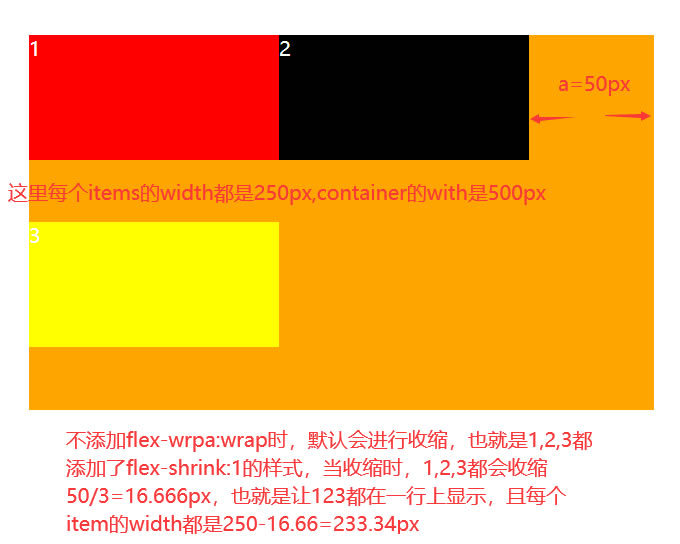 1
2
a=50px
这里每个items的width都是250px,container的with是500px
3
不添加flex-wrpa:wrap时，默认会进行收缩，也就是1,2,3都
添加了flex-shrink:1的样式，当收缩时，1,2,3都会收缩
50/3=16.666px，也就是让123都在一行上显示，且每个
item的width都是250-16.66=233.34px